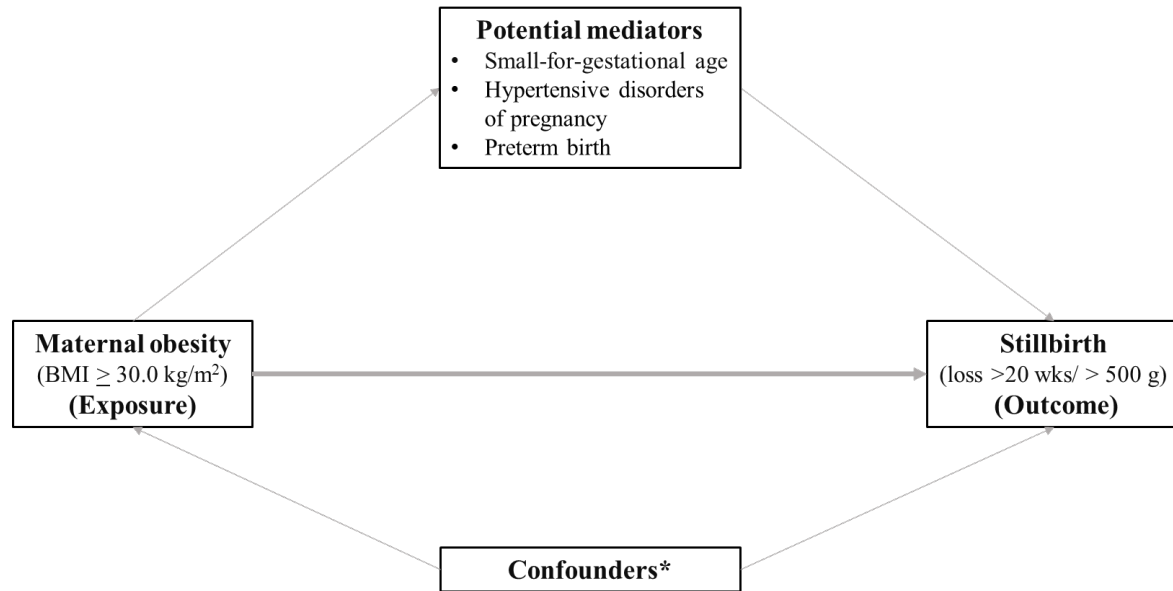 Potential mediators
• Small-for-gestational age
• Hypertensive disorders
of pregnancy
• Preterm birth
Maternal obesity
(BMI ≥ 30.0 kg/m²)
(Exposure)
Stillbirth
(loss >20 wks/ > 500 g)
(Outcome)
Confounders*